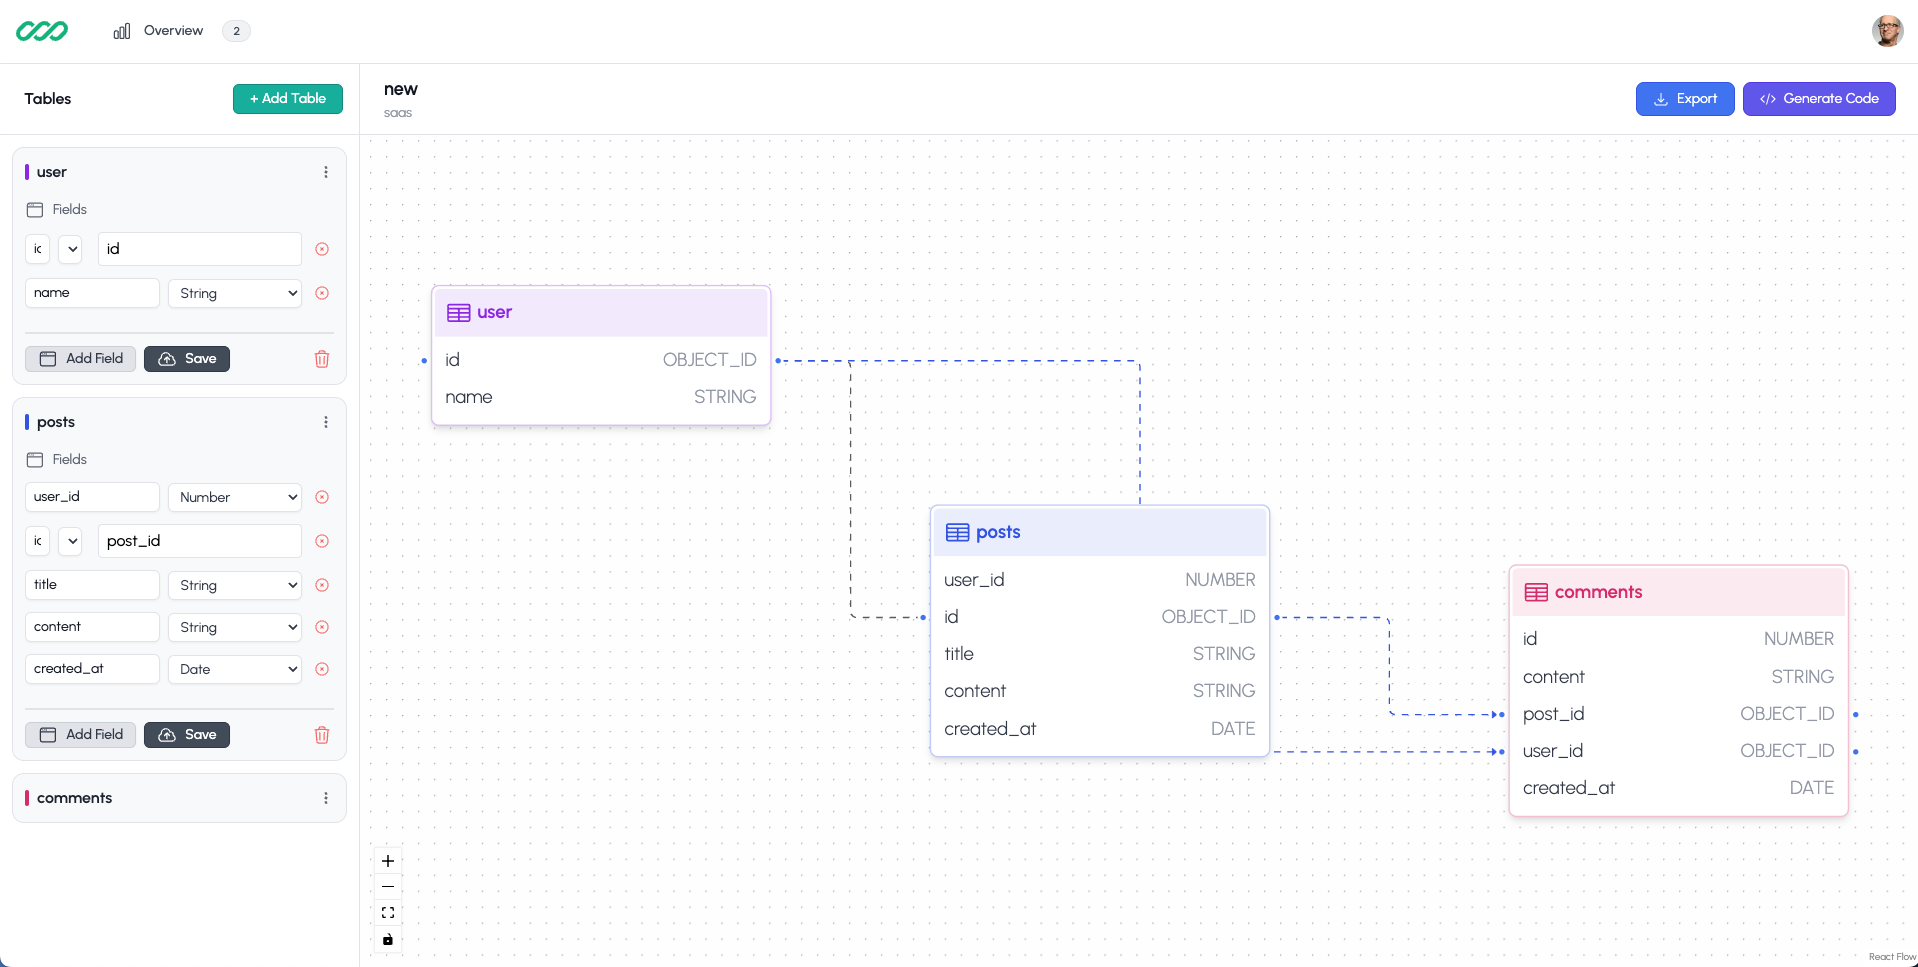 Overview 2
Tables
+ Add Table
new
saas
Export
Generate Code
user
Fields
id
name String
Add Field Save
posts
Fields
user_id Number
post_id
title String
content String
created_at Date
Add Field Save
comments
user
id OBJECT_ID
name STRING
posts
user_id NUMBER
id OBJECT_ID
title STRING
content STRING
created_at DATE
comments
id NUMBER
content STRING
post_id OBJECT_ID
user_id OBJECT_ID
created_at DATE
React Flow